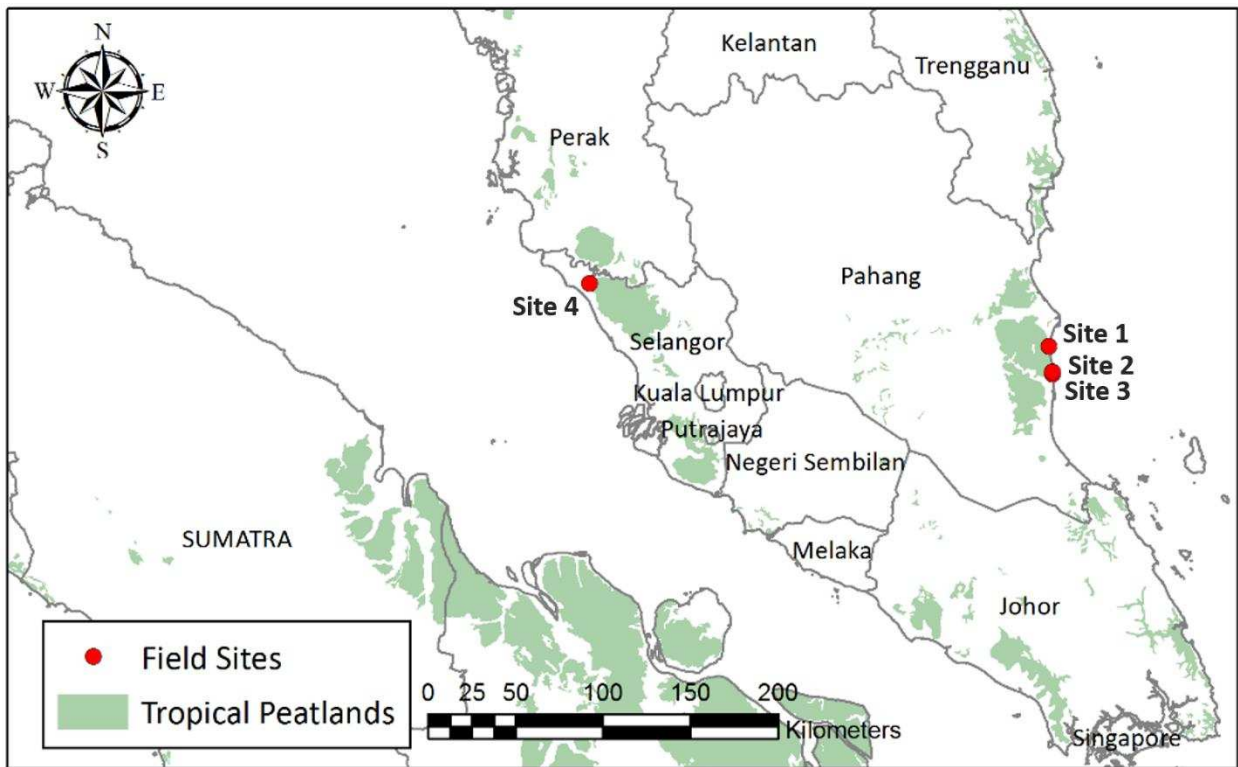 N
W E
S
Kelantan
Trengganu
Perak
Pahang
Site 4
Site 1
Selangor
Site 2
Kuala Lumpur
Site 3
Putrajaya
Negeri Sembilan
SUMATRA
Melaka
Johor
Field Sites
Tropical Peatlands
0 25 50 100 150 200
Kilometers
Singapore